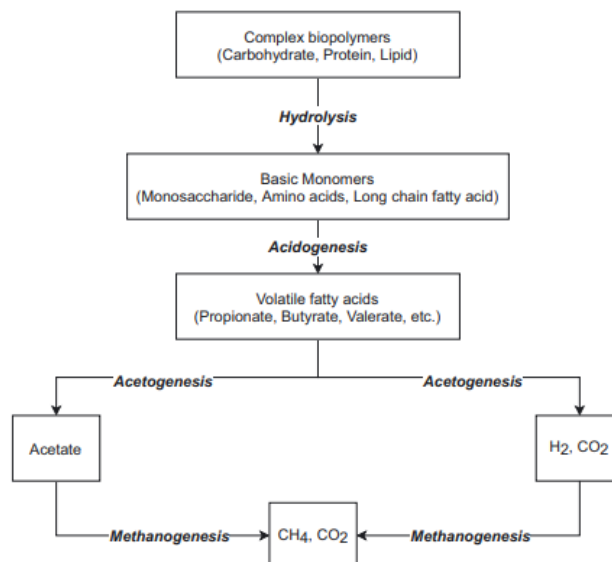 Complex biopolymers
(Carbohydrate, Protein, Lipid)
Hydrolysis
Basic Monomers
(Monosaccharide, Amino acids, Long chain fatty acid)
Acidogenesis
Volatile fatty acids
(Propionate, Butyrate, Valerate, etc.)
Acetogenesis
Acetogenesis
Acetate
H2, CO2
Methanogenesis
CH4, CO2
Methanogenesis